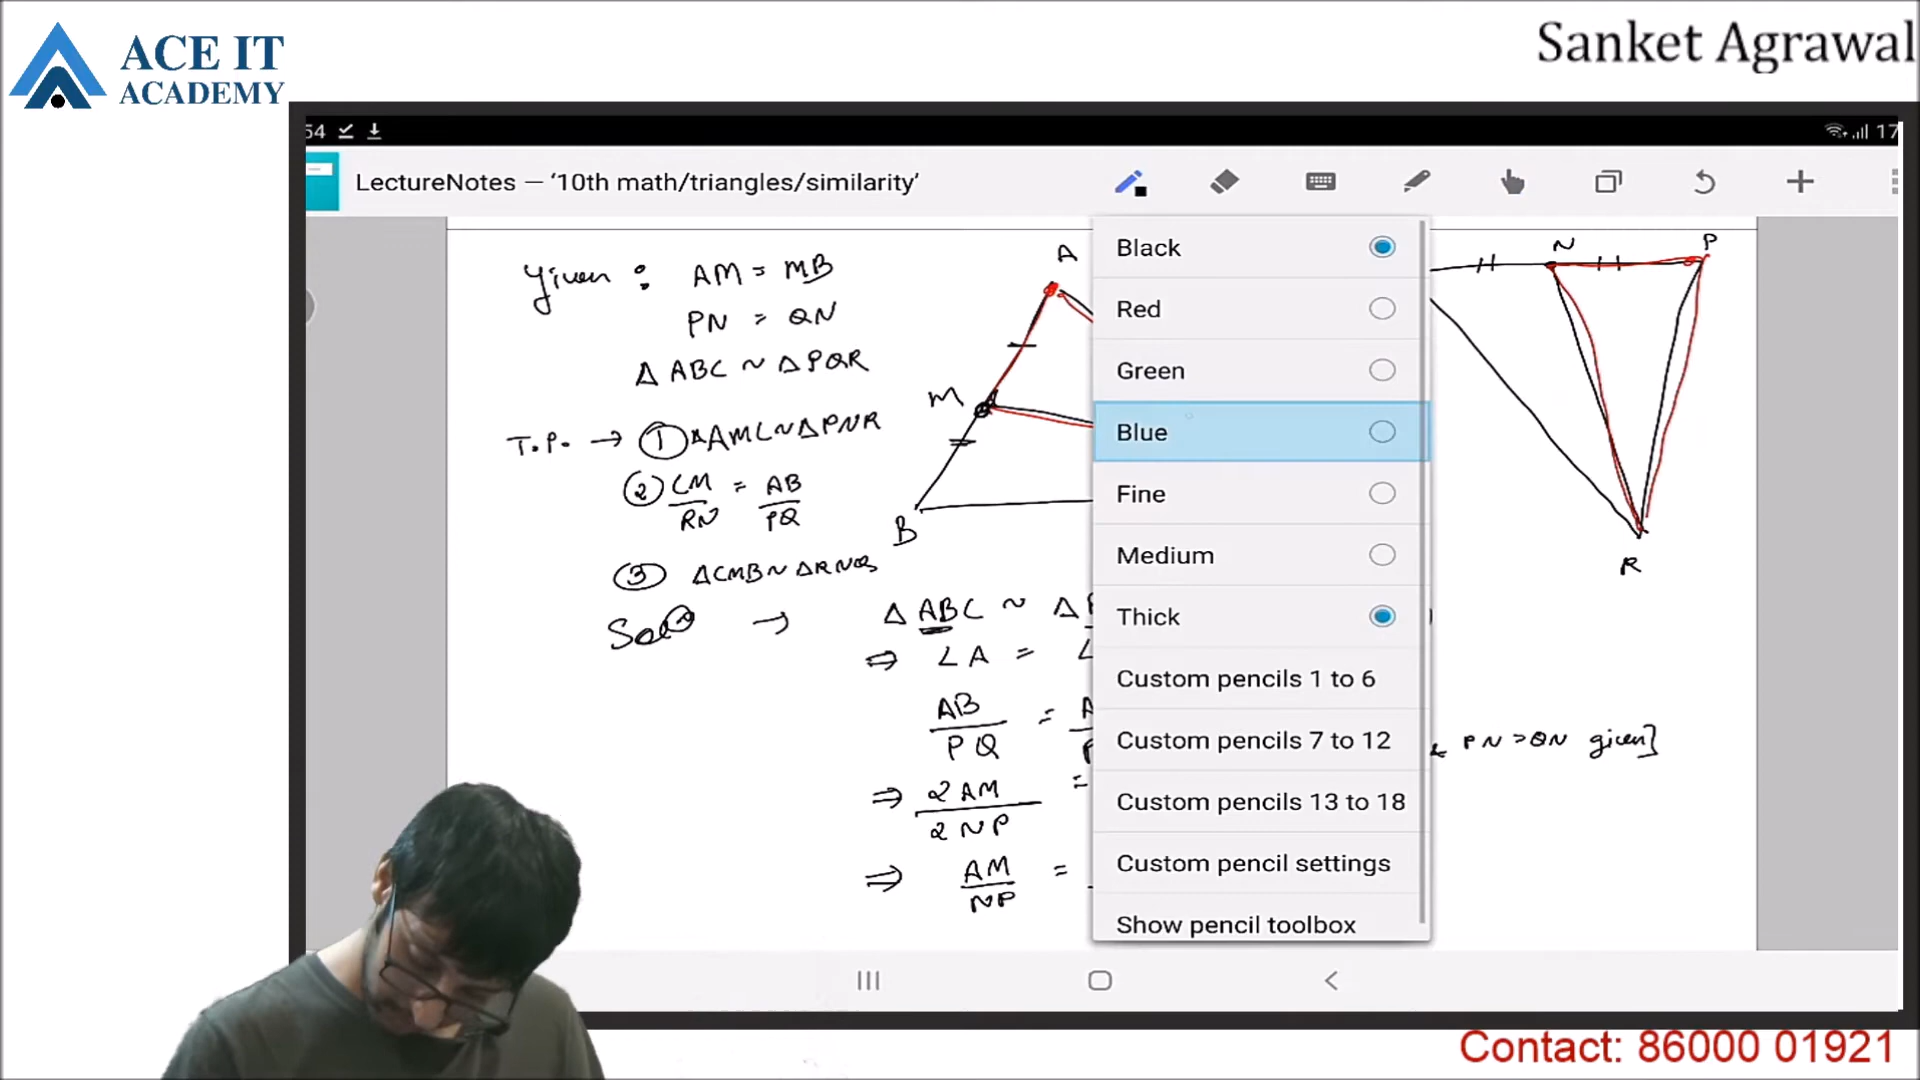 ACE IT
ACADEMY
Sanket Agrawal
54
17
LectureNotes – ‘10th math/triangles/similarity’
Given : AM = MB
PN = QN
Δ ABC ~ Δ PQR
T.P. → ① ΔAMC ~ ΔPNR
② CM/RN = AB/PQ
③ ΔCMB ~ ΔRNQ
Sol →
A
M
B
N
P
R
Δ ABC ~ Δ
⇒ ∠A = ∠
AB/PQ =
PN = QN given]
⇒ 2AM/2NP =
⇒ AM/NP =
Black
Red
Green
Blue
Fine
Medium
Thick
Custom pencils 1 to 6
Custom pencils 7 to 12
Custom pencils 13 to 18
Custom pencil settings
Show pencil toolbox
Contact: 86000 01921